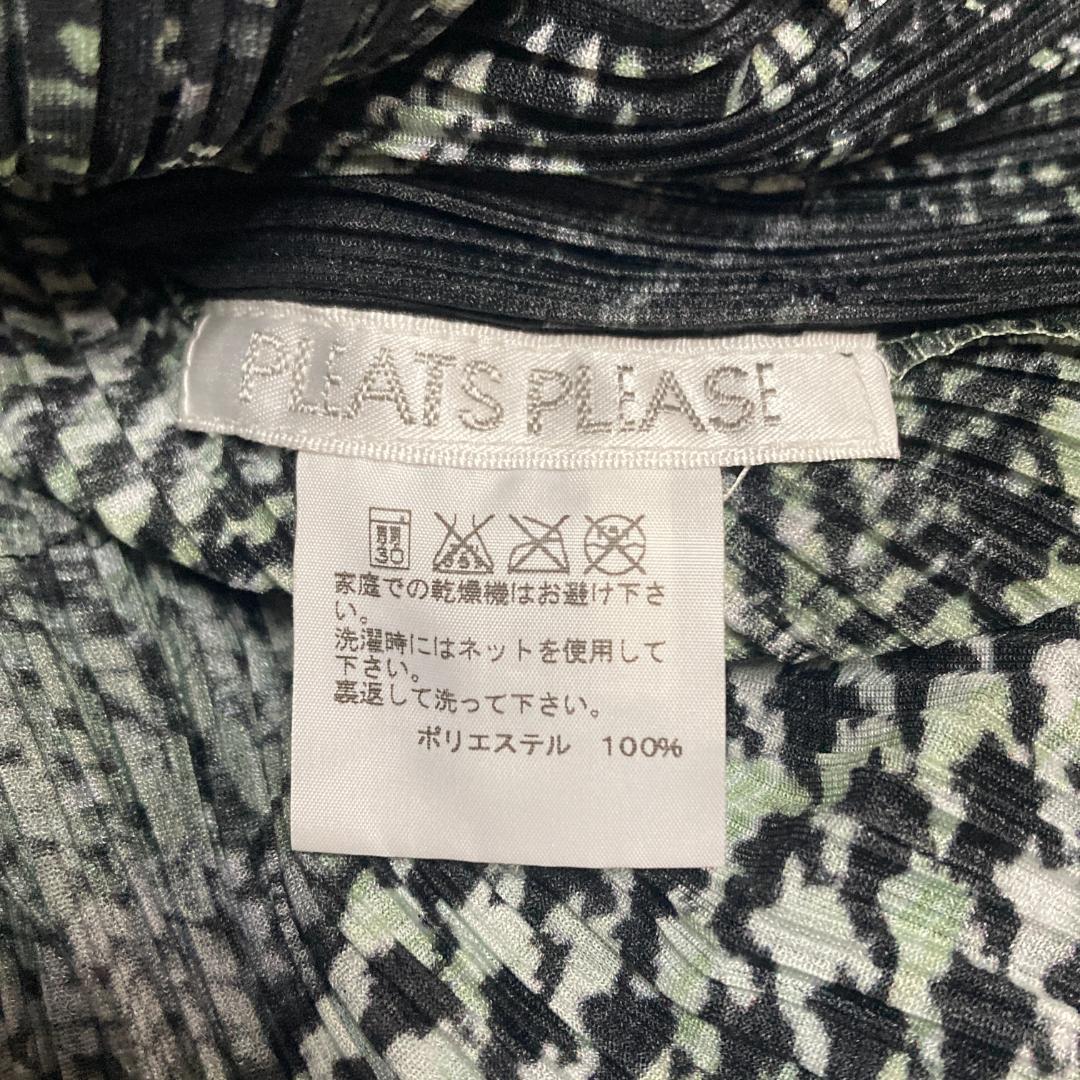 PLEATS PLEASE
30
家庭での乾燥機はお避け下さ
い。
洗濯時にはネットを使用して
下さい。
裏返して洗って下さい。
ポリエステル 100%